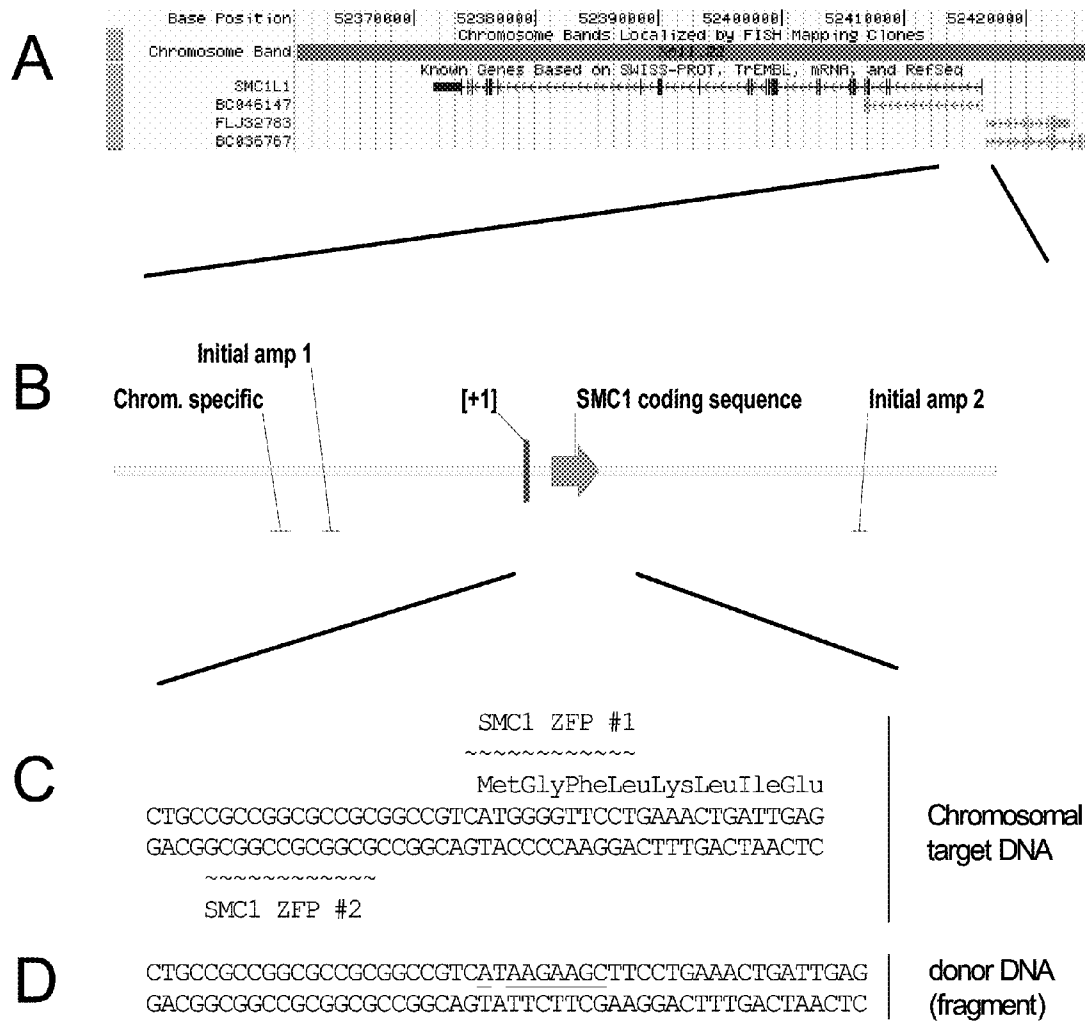 A
Base Position 52370000| 52380000| 52390000| 52400000| 52410000| 52420000|
Chromosome Bands Localized by FISH Mapping Clones
Chromosome Band
Known Genes Based on SWISS-PROT, TrEMBL, mRNA, and RefSeq
SMC1L1
BC046147
FLJ32783
BC036767
B
Initial amp 1
Chrom. specific [+1] SMC1 coding sequence Initial amp 2
C
SMC1 ZFP #1
~~~~~~~~~~~~
MetGlyPheLeuLysLeuIleGlu
CTGCCGCCGGCGCCGCGGCCGTCATGGGGTTCCTGAAACTGATTGAG
GACGGCGGCCGCGGCGCCGGCAGTACCCCAAGGACTTTGACTAACTC
~~~~~~~~~~~~
SMC1 ZFP #2
Chromosomal
target DNA
D
CTGCCGCCGGCGCCGCGGCCGTCATAAGAAGCTTCCTGAAACTGATTGAG
GACGGCGGCCGCGGCGCCGGCAGTATTCTTCGAAGGACTTTGACTAACTC
donor DNA
(fragment)